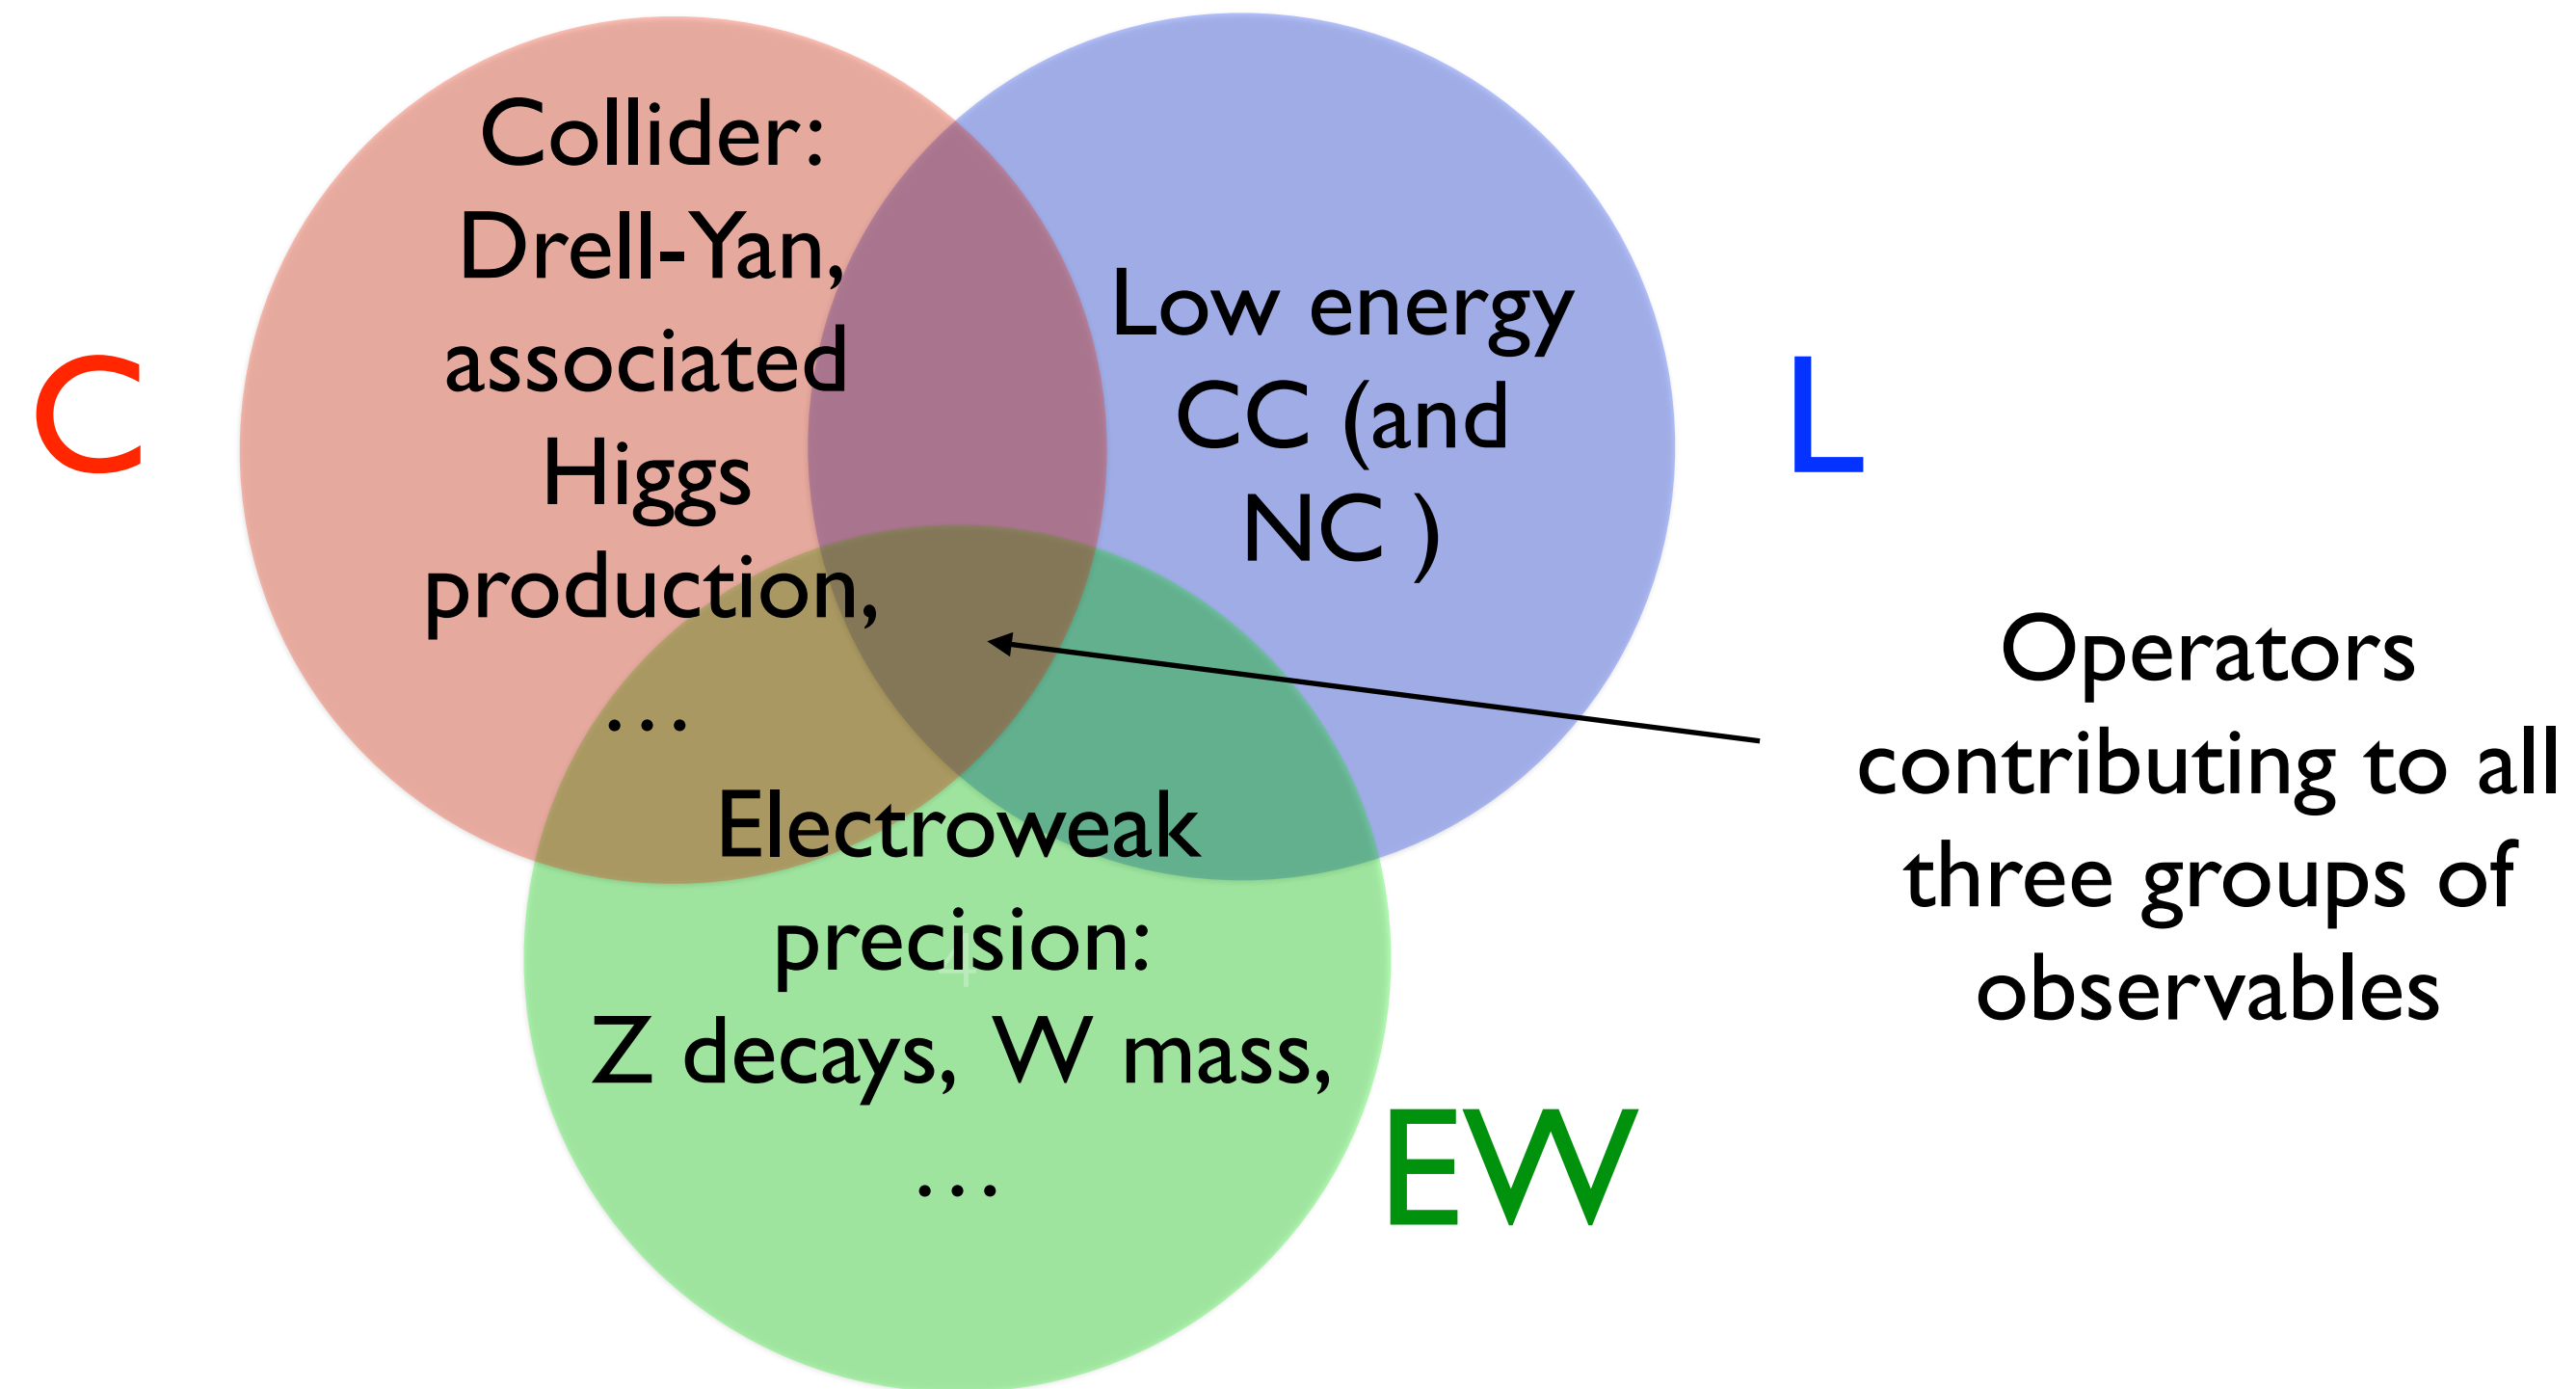 C
Collider:
Drell-Yan,
associated
Higgs
production,
…
Low energy
CC (and
NC )
L
Operators
contributing to all
three groups of
observables
Electroweak
precision:
4
Z decays, W mass,
…
EW